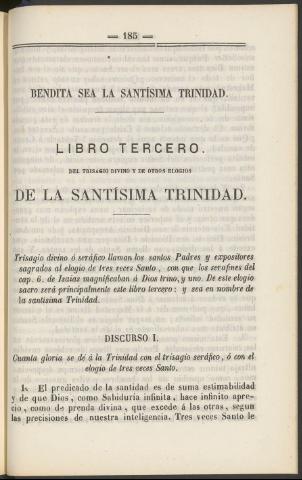 = 185 =
BENDITA SEA LA SANTÍSIMA TRINIDAD.
LIBRO TERCERO.
DEL TRISAGIO DIVINO Y DE OTROS ELOGIOS
DE LA SANTÍSIMA TRINIDAD.
Trisagio divino ó seráfico llaman los santos Padres y expositores
sagrados al elogio de tres veces Santo, con que los serafines del
cap. 6. de Isaias magnificaban á Dios trino, y uno. De este elogio
sacro será principalmente este libro tercero: y sea en nombre de
la santísima Trinidad.
DISCURSO I.
Cuanta gloria se dé á la Trinidad con el trisagio seráfico, ó con el
elogio de tres veces Santo.
1. El predicado de la santidad es de suma estimabilidad
y de que Dios, como Sabiduría infinita, hace infinito apre-
cio, como de prenda divina, que excede á las otras, segun
las precisiones de nuestra inteligencia. Tres veces Santo le